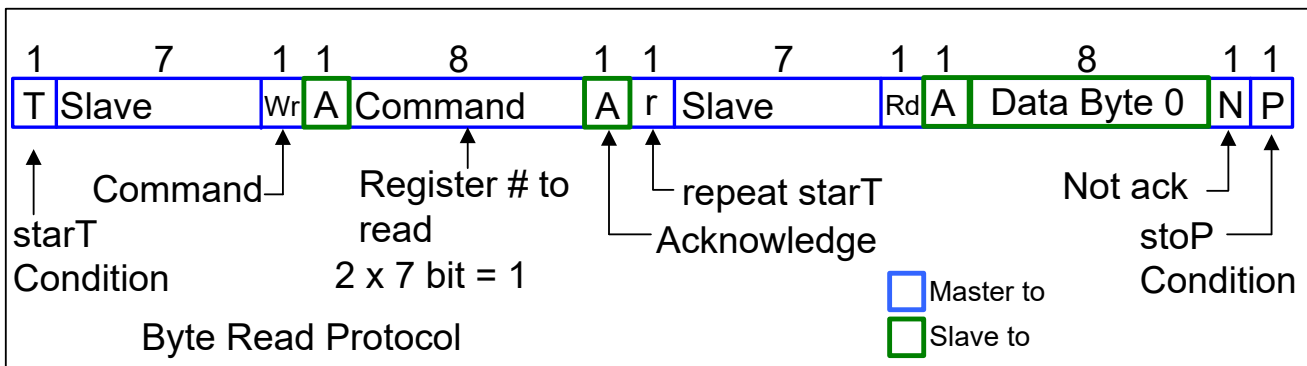 1 7 1 1 8 1 1 7 1 1 8 1 1
T Slave Wr A Command A r Slave Rd A Data Byte 0 N P
Command
Register # to
read
2 x 7 bit = 1
repeat starT
Acknowledge
Not ack
starT
Condition
stoP
Condition
Master to
Slave to
Byte Read Protocol